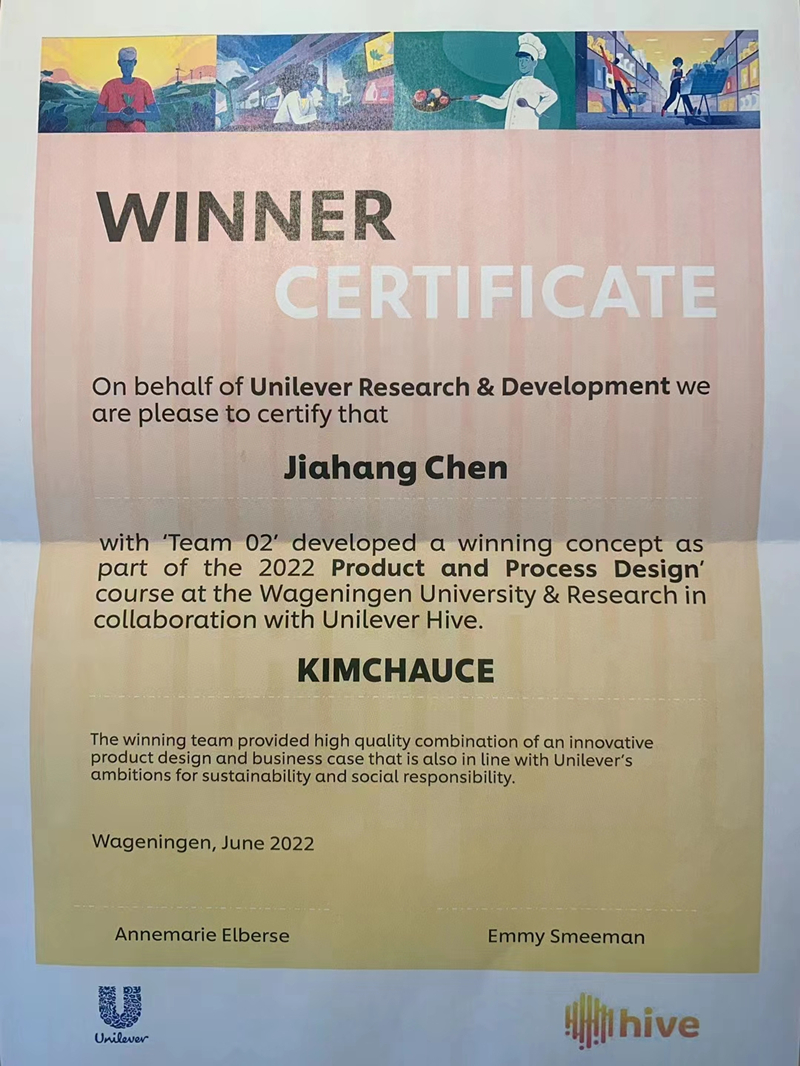 WINNER
CERTIFICATE
On behalf of Unilever Research & Development we
are please to certify that
Jiahang Chen
with ‘Team 02’ developed a winning concept as
part of the 2022 Product and Process Design’
course at the Wageningen University & Research in
collaboration with Unilever Hive.
KIMCHAUCE
The winning team provided high quality combination of an innovative
product design and business case that is also in line with Unilever’s
ambitions for sustainability and social responsibility.
Wageningen, June 2022
Annemarie Elberse
Emmy Smeeman
Unilever
hive